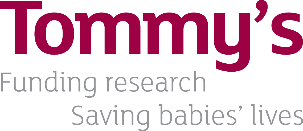 Tommy's
Funding research
Saving babies' lives